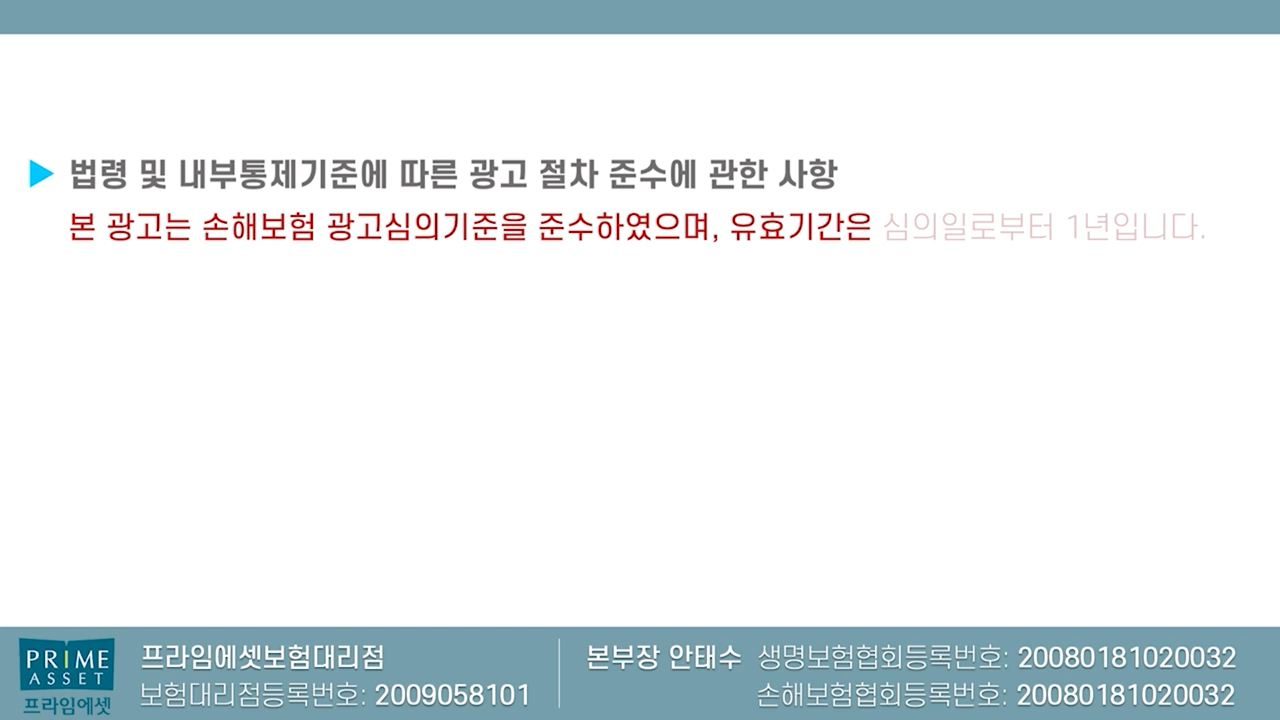 ▶ 법령 및 내부통제기준에 따른 광고 절차 준수에 관한 사항
본 광고는 손해보험 광고심의기준을 준수하였으며, 유효기간은 심의일로부터 1년입니다.
PRIME
ASSET
프라임에셋
프라임에셋보험대리점
보험대리점등록번호: 2009058101
본부장 안태수 생명보험협회등록번호: 20080181020032
손해보험협회등록번호: 20080181020032